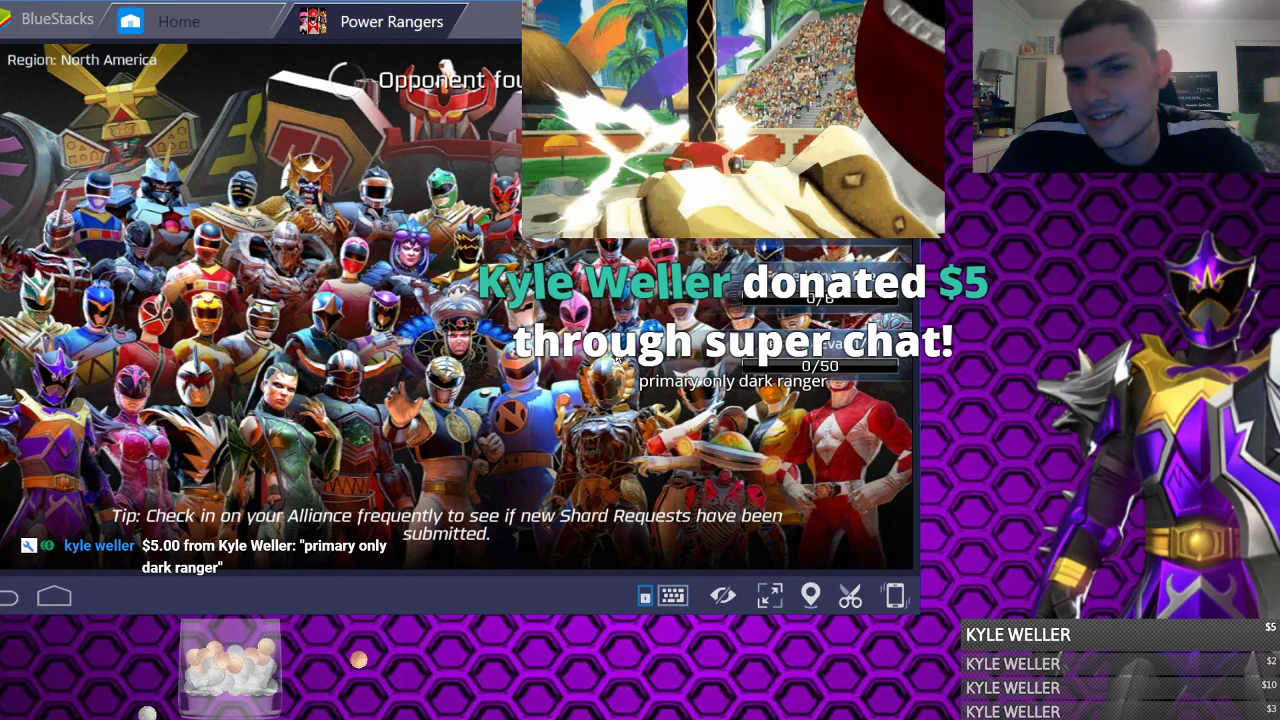 BlueStacks
Home
Power Rangers
Region: North America
Opponent fou
Kyle Weller donated $5
through super chat!
0/50
primary only dark ranger
Tip: Check in on your Alliance frequently to see if new Shard Requests have been
submitted.
kyle weller $5.00 from Kyle Weller: "primary only
dark ranger"
KYLE WELLER $5
KYLE WELLER $2
KYLE WELLER $10
KYLE WELLER $3